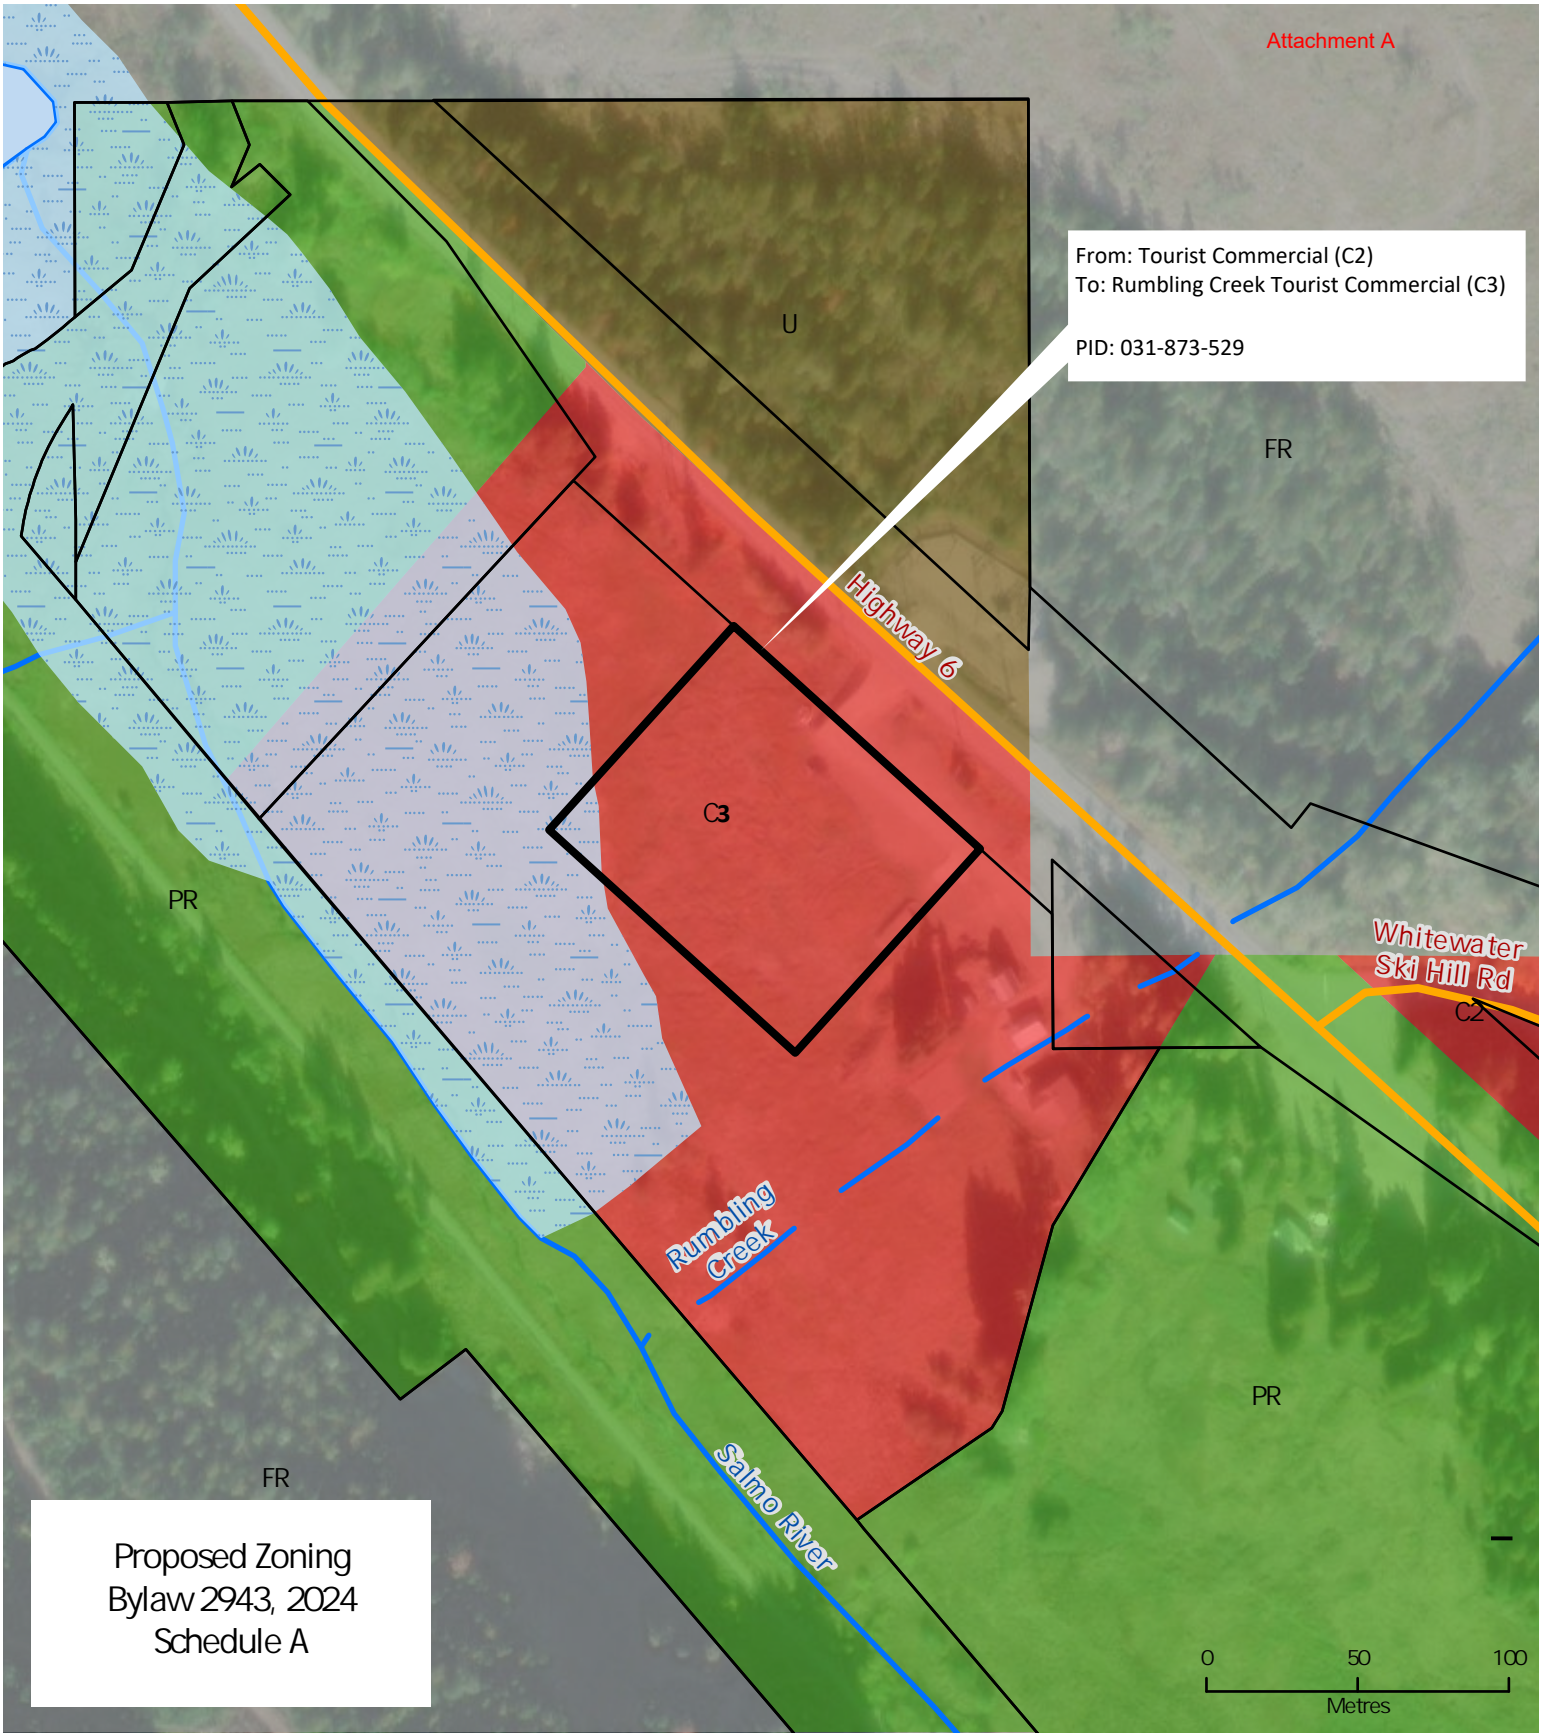 Attachment A
From: Tourist Commercial (C2)
To: Rumbling Creek Tourist Commercial (C3)
PID: 031-873-529
U
FR
Highway 6
C3
PR
Whitewater
Ski Hill Rd
C2
Rumbling
Creek
PR
Salmo River
FR
Proposed Zoning
Bylaw 2943, 2024
Schedule A
0 50 100
Metres